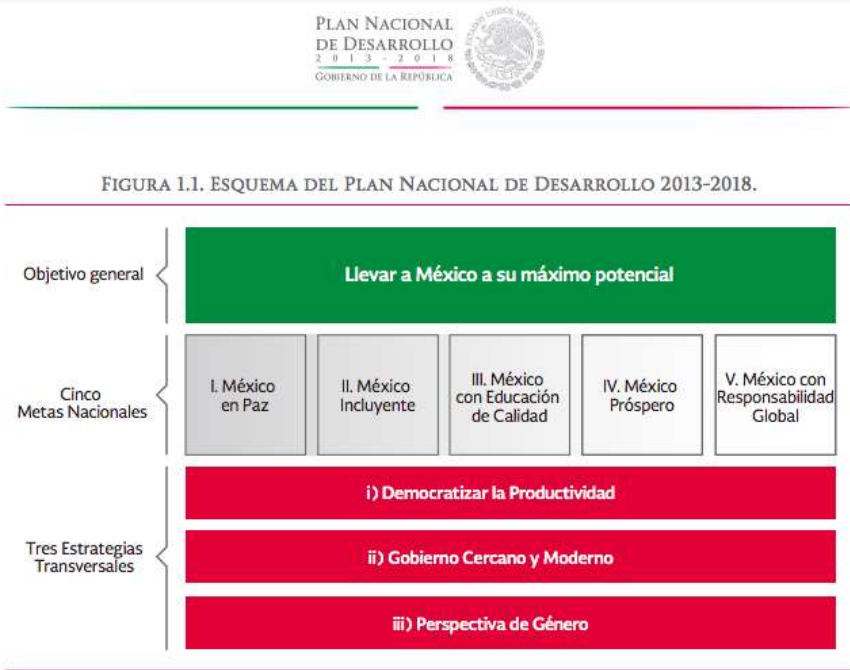 PLAN NACIONAL
DE DESARROLLO
2013-2018
GOBIERNO DE LA REPÚBLICA
ESTADOS UNIDOS MEXICANOS
FIGURA 1.1. ESQUEMA DEL PLAN NACIONAL DE DESARROLLO 2013-2018.
Objetivo general
Llevar a México a su máximo potencial
Cinco
Metas Nacionales
I. México
en Paz
II. México
Incluyente
III. México
con Educación
de Calidad
IV. México
Próspero
V. México con
Responsabilidad
Global
Tres Estrategias
Transversales
i) Democratizar la Productividad
ii) Gobierno Cercano y Moderno
iii) Perspectiva de Género